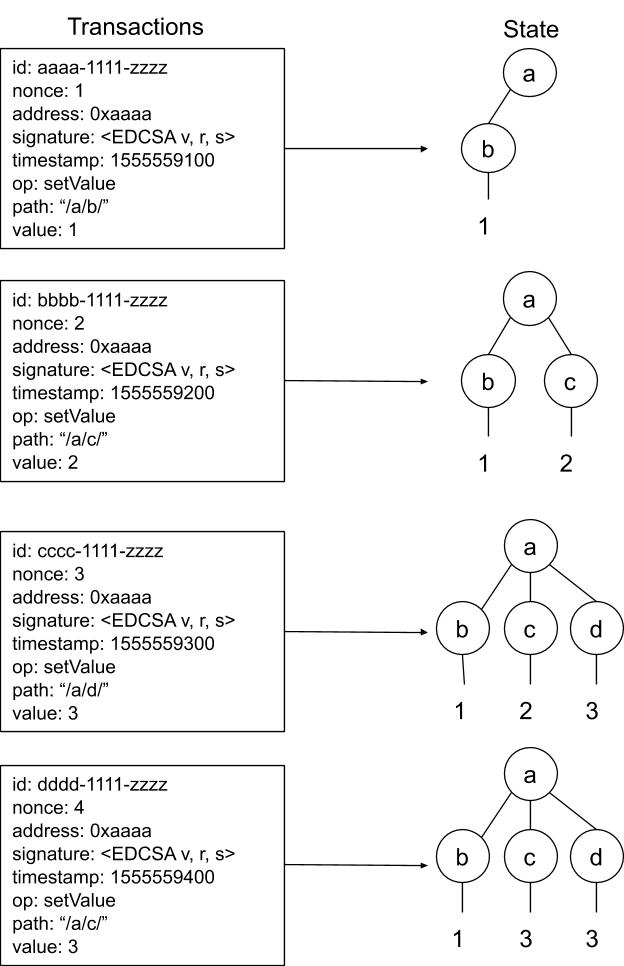 Transactions
State
id: aaaa-1111-zzzz
nonce: 1
address: 0xaaaa
signature: <EDCSA v, r, s>
timestamp: 1555559100
op: setValue
path: “/a/b/”
value: 1
a
b
1
id: bbbb-1111-zzzz
nonce: 2
address: 0xaaaa
signature: <EDCSA v, r, s>
timestamp: 1555559200
op: setValue
path: “/a/c/”
value: 2
a
b c
1 2
id: cccc-1111-zzzz
nonce: 3
address: 0xaaaa
signature: <EDCSA v, r, s>
timestamp: 1555559300
op: setValue
path: “/a/d/”
value: 3
a
b c d
1 2 3
id: dddd-1111-zzzz
nonce: 4
address: 0xaaaa
signature: <EDCSA v, r, s>
timestamp: 1555559400
op: setValue
path: “/a/c/”
value: 3
a
b c d
1 3 3